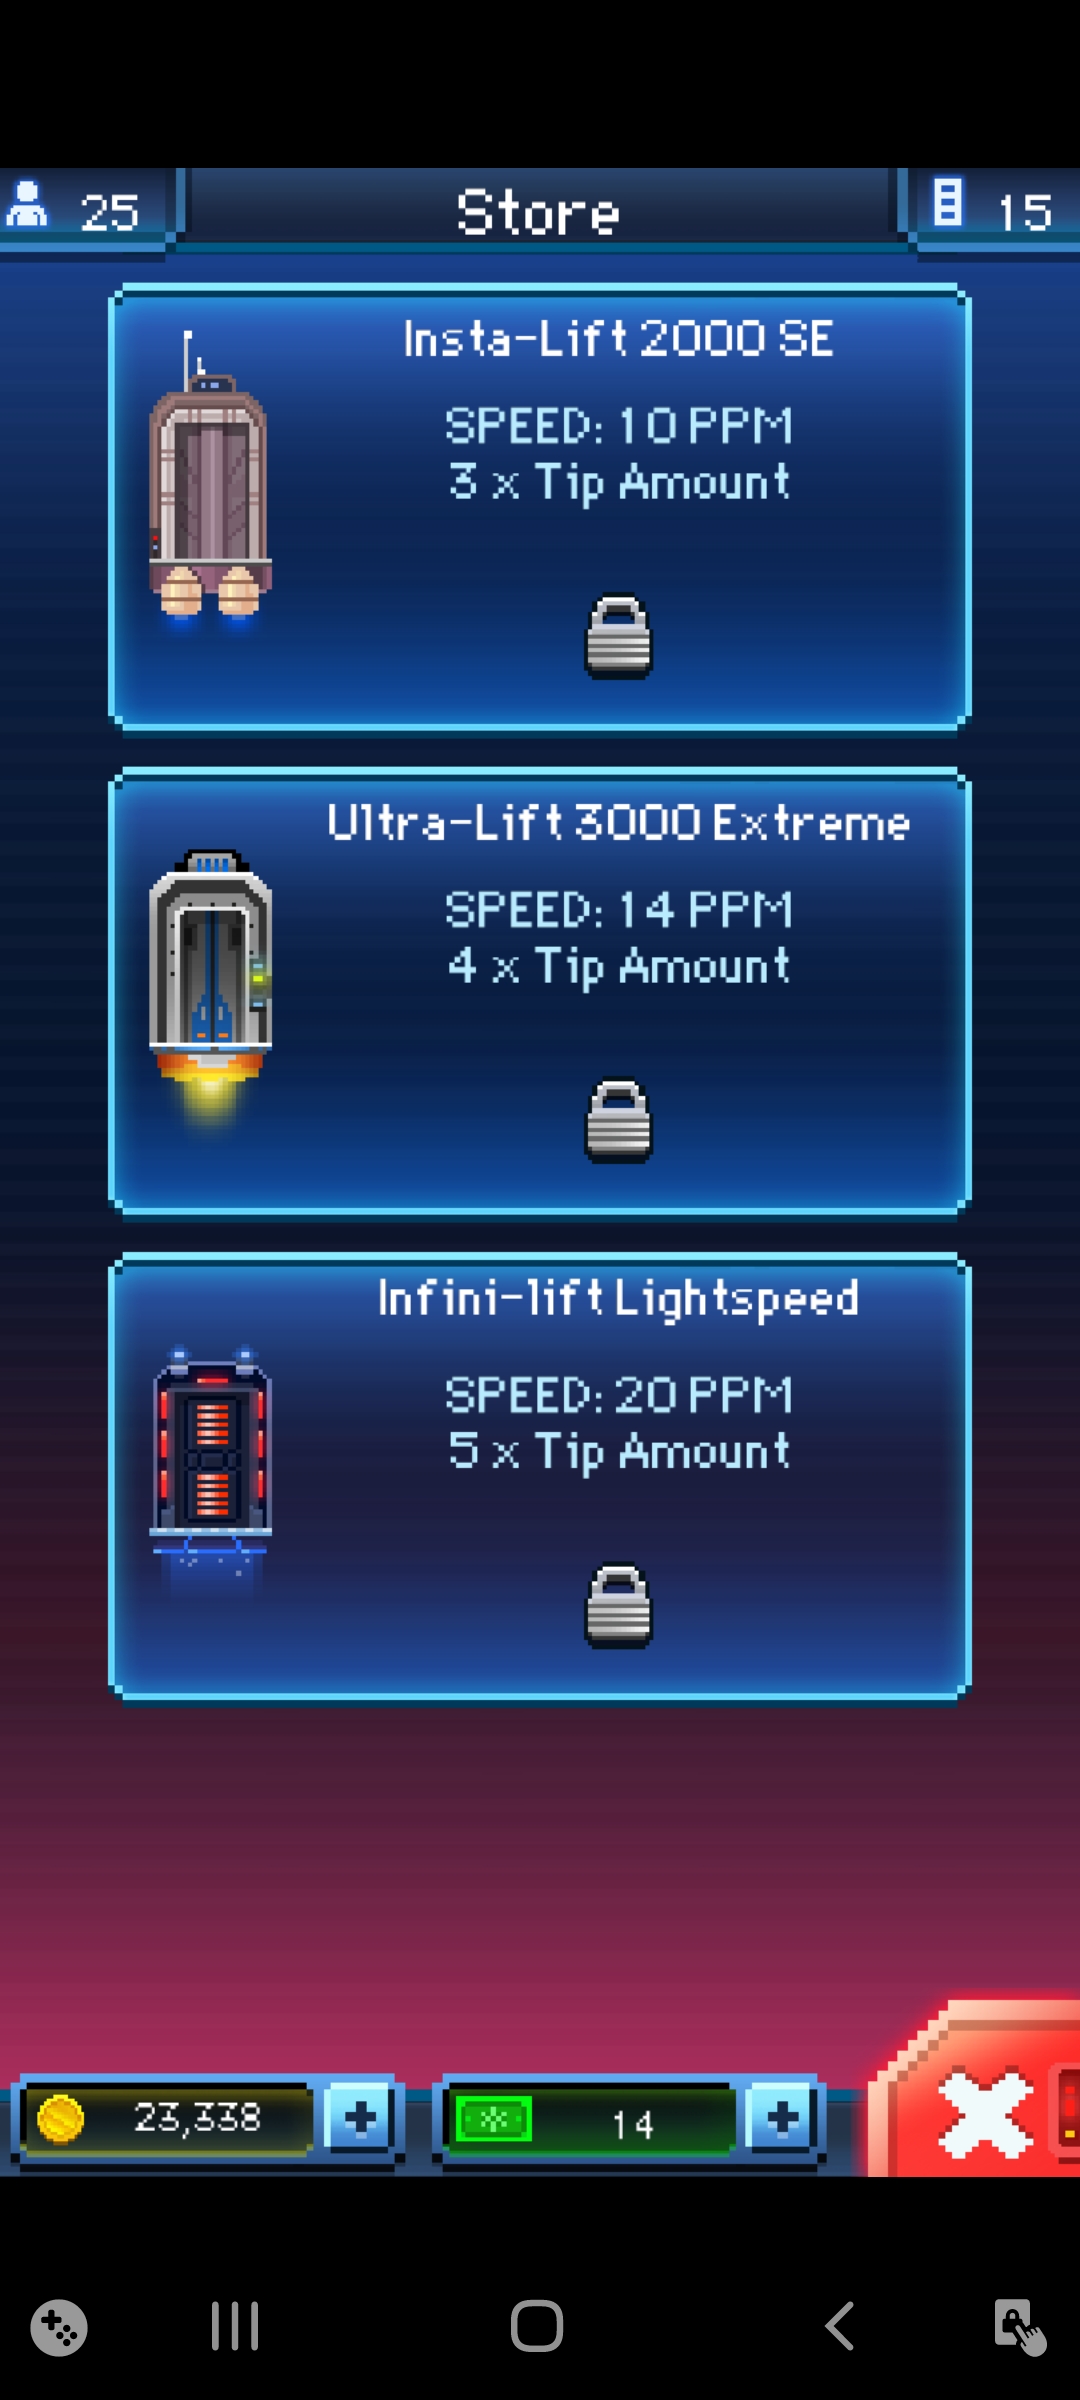 25
Store
15
Insta-Lift 2000 SE
SPEED: 10 PPM
3 x Tip Amount
Ultra-Lift 3000 Extreme
SPEED: 14 PPM
4 x Tip Amount
Infini-lift Lightspeed
SPEED: 20 PPM
5 x Tip Amount
23,338
14